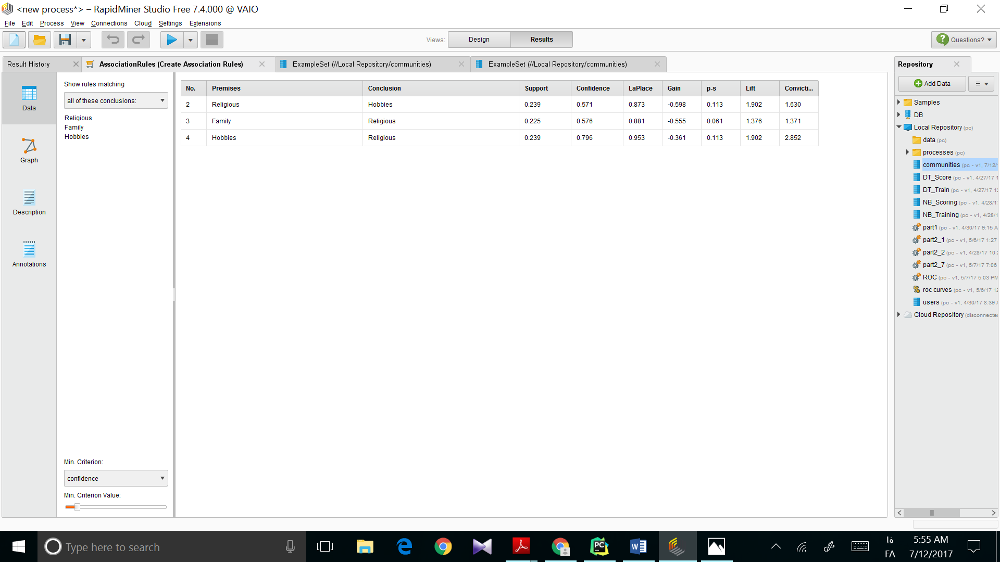 <new process*> – RapidMiner Studio Free 7.4.000 @ VAIO
File Edit Process View Connections Cloud Settings Extensions
Views: Design Results Questions?
Result History AssociationRules (Create Association Rules) ExampleSet (//Local Repository/communities) ExampleSet (//Local Repository/communities)
Data
Graph
Description
Annotations
Show rules matching
all of these conclusions:
Religious
Family
Hobbies
Min. Criterion:
confidence
Min. Criterion Value:
No. Premises Conclusion Support Confidence LaPlace Gain p-s Lift Convicti...
2 Religious Hobbies 0.239 0.571 0.873 -0.598 0.113 1.902 1.630
3 Family Religious 0.225 0.576 0.881 -0.555 0.061 1.376 1.371
4 Hobbies Religious 0.239 0.796 0.953 -0.361 0.113 1.902 2.852
Repository
Add Data
Samples
DB
Local Repository (pc)
data (pc)
processes (pc)
communities (pc - v1, 7/12/
DT_Score (pc - v1, 4/27/17 1
DT_Train (pc - v1, 4/27/17 12
NB_Scoring (pc - v1, 4/28/1
NB_Training (pc - v1, 4/28/1
part1 (pc - v1, 4/30/17 9:15 A
part2_1 (pc - v1, 5/6/17 1:27
part2_2 (pc - v1, 4/28/17 10:2
part2_7 (pc - v1, 5/7/17 7:06
ROC (pc - v1, 5/7/17 5:03 PM
roc curves (pc - v1, 5/6/17 12
users (pc - v1, 4/30/17 8:39 A
Cloud Repository (disconnected
Type here to search
PC
فا
FA
5:55 AM
7/12/2017